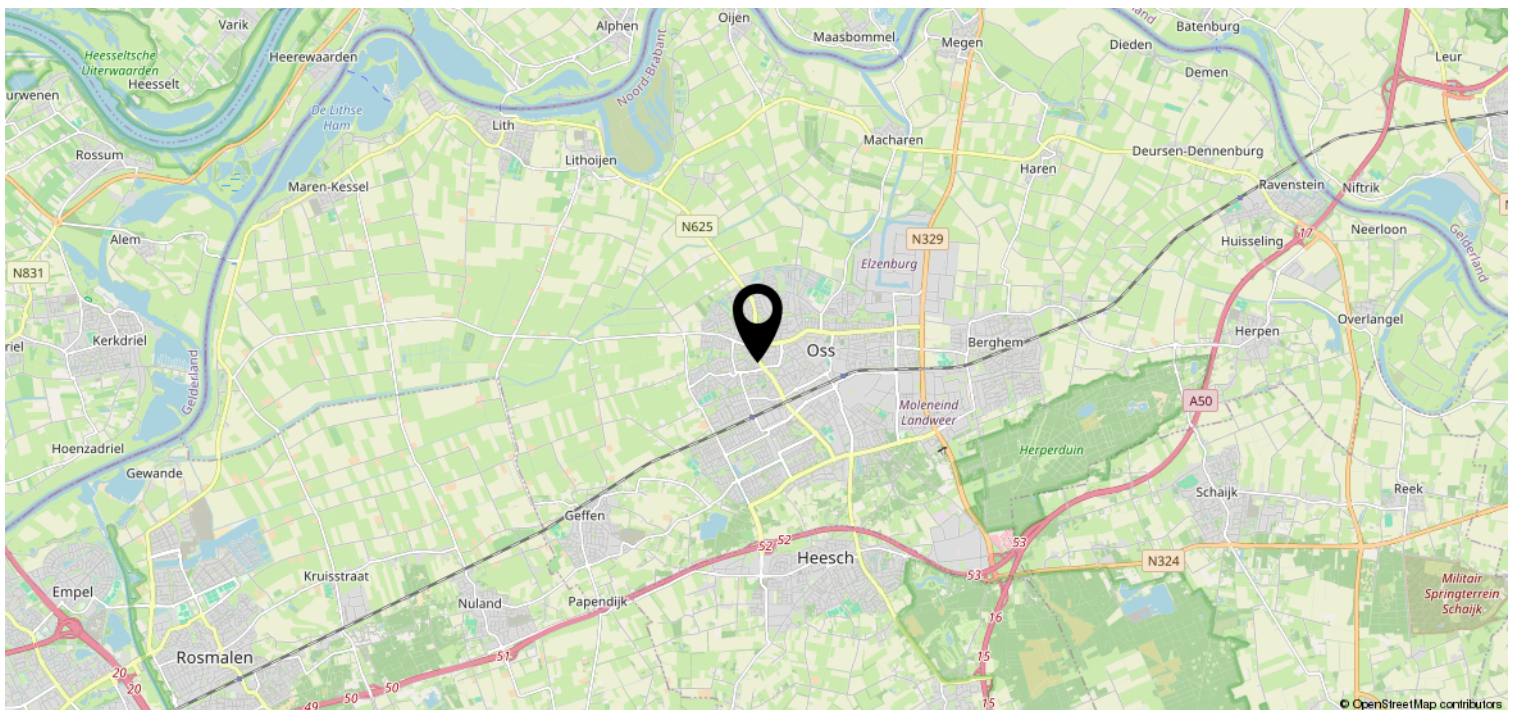 Varik
Alphen
Oijen
Maasbommel
Megen
Dieden
Batenburg
land
Leur
Heesseltsche
Uiterwaarden
Heesselt
Heerewaarden
Noord-Brabant
Demen
urwenen
De Lithse
Ham
Lith
Rossum
Lithoijen
Macharen
Deursen-Dennenburg
Haren
Maren-Kessel
Ravenstein
Niftrik
N625
N329
Alem
Huisseling
17
Neerloon
Gelderland
N831
Elzenburg
Kerkdriel
riel
Oss
Berghem
Herpen
Overlangel
Gelderland
Moleneind
Landweer
A50
Hoenzadriel
Herperduin
Gewande
Schaijk
Reek
Geffen
52
52
53
Heesch
N324
53
Kruisstraat
Empel
Nuland
Papendijk
Militair
Springterrein
Schaijk
16
Rosmalen
51
15
20
20
50
50
49
15
© OpenStreetMap contributors